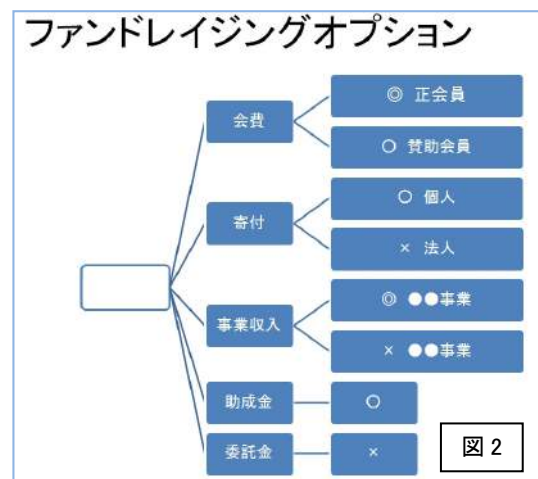 ファンドレイジングオプション
会費
◎ 正会員
○ 賛助会員
寄付
○ 個人
× 法人
事業収入
◎ ●●事業
× ●●事業
助成金
○
委託金
×
図2